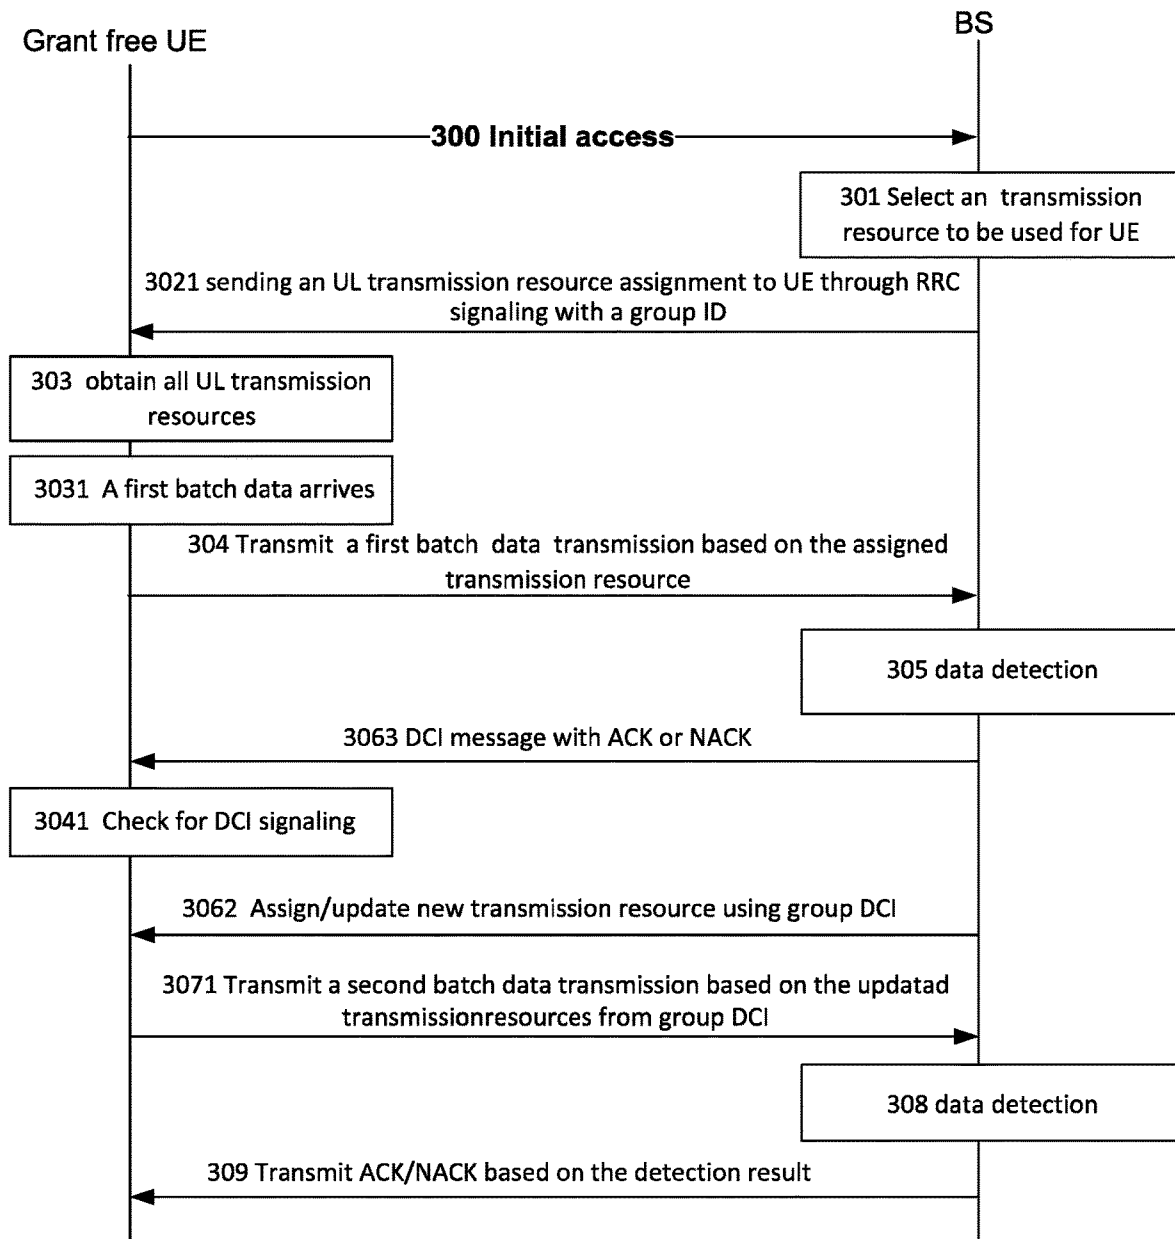 Grant free UE
BS
300 Initial access
301 Select an transmission
resource to be used for UE
3021 sending an UL transmission resource assignment to UE through RRC
signaling with a group ID
303 obtain all UL transmission
resources
3031 A first batch data arrives
304 Transmit a first batch data transmission based on the assigned
transmission resource
305 data detection
3063 DCI message with ACK or NACK
3041 Check for DCI signaling
3062 Assign/update new transmission resource using group DCI
3071 Transmit a second batch data transmission based on the updatad
transmissionresources from group DCI
308 data detection
309 Transmit ACK/NACK based on the detection result